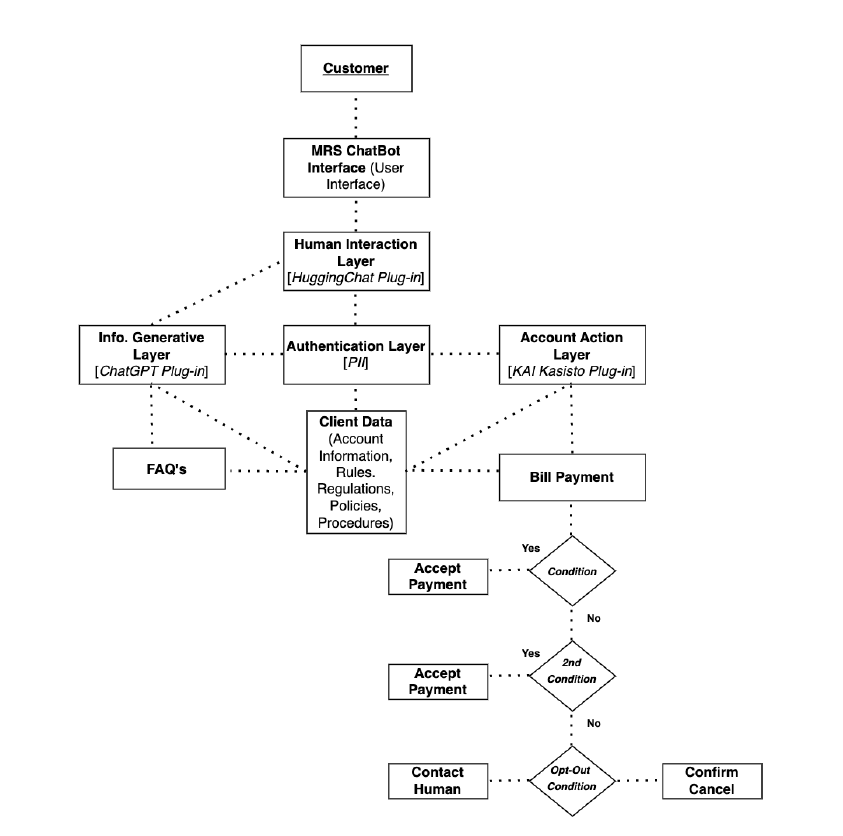 Customer
MRS ChatBot
Interface (User
Interface)
Human Interaction
Layer
[HuggingChat Plug-in]
Info. Generative
Layer
[ChatGPT Plug-in]
Authentication Layer
[PII]
Account Action
Layer
[KAI Kasisto Plug-in]
Client Data
(Account
Information,
Rules.
Regulations,
Policies,
Procedures)
FAQ's
Bill Payment
Yes
Accept
Payment
Condition
No
Yes
Accept
Payment
2nd
Condition
No
Contact
Human
Opt-Out
Condition
Confirm
Cancel